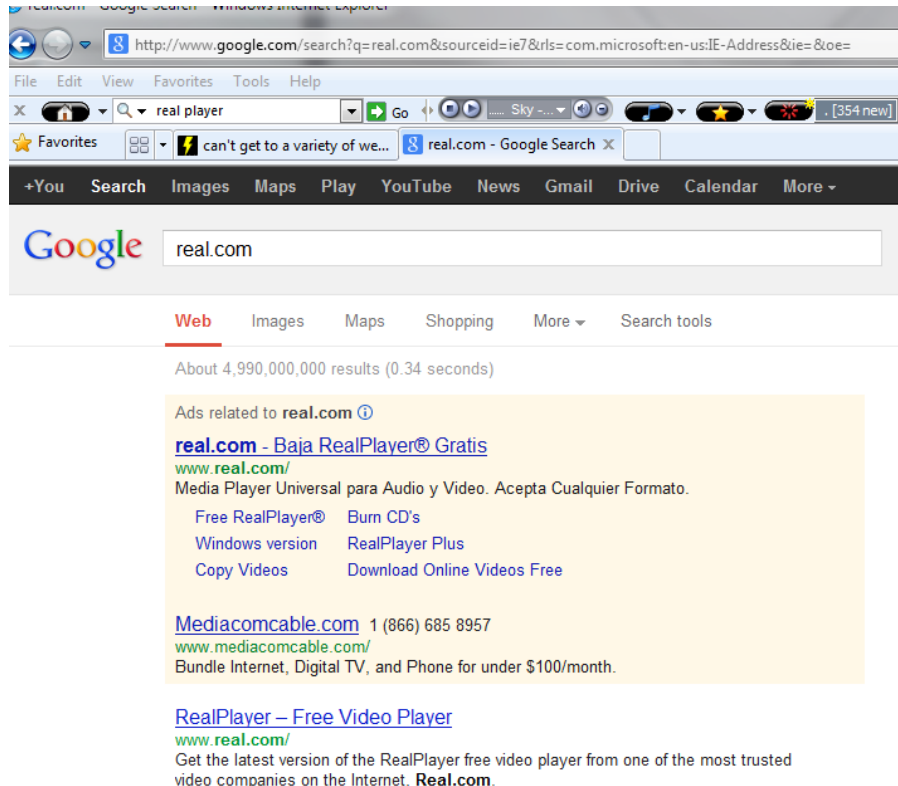 real.com - Google Search - Windows Internet Explorer
http://www.google.com/search?q=real.com&sourceid=ie7&rls=com.microsoft:en-us:IE-Address&ie=&oe=
File Edit View Favorites Tools Help
x real player Go ..... Sky -... . [354 new]
Favorites can't get to a variety of we... real.com - Google Search X
+You Search Images Maps Play YouTube News Gmail Drive Calendar More
Google real.com
Web Images Maps Shopping More Search tools
About 4,990,000,000 results (0.34 seconds)
Ads related to real.com
real.com - Baja RealPlayer® Gratis
www.real.com/
Media Player Universal para Audio y Video. Acepta Cualquier Formato.
Free RealPlayer® Burn CD's
Windows version RealPlayer Plus
Copy Videos Download Online Videos Free
Mediacomcable.com 1 (866) 685 8957
www.mediacomcable.com/
Bundle Internet, Digital TV, and Phone for under $100/month.
RealPlayer – Free Video Player
www.real.com/
Get the latest version of the RealPlayer free video player from one of the most trusted
video companies on the Internet, Real.com.